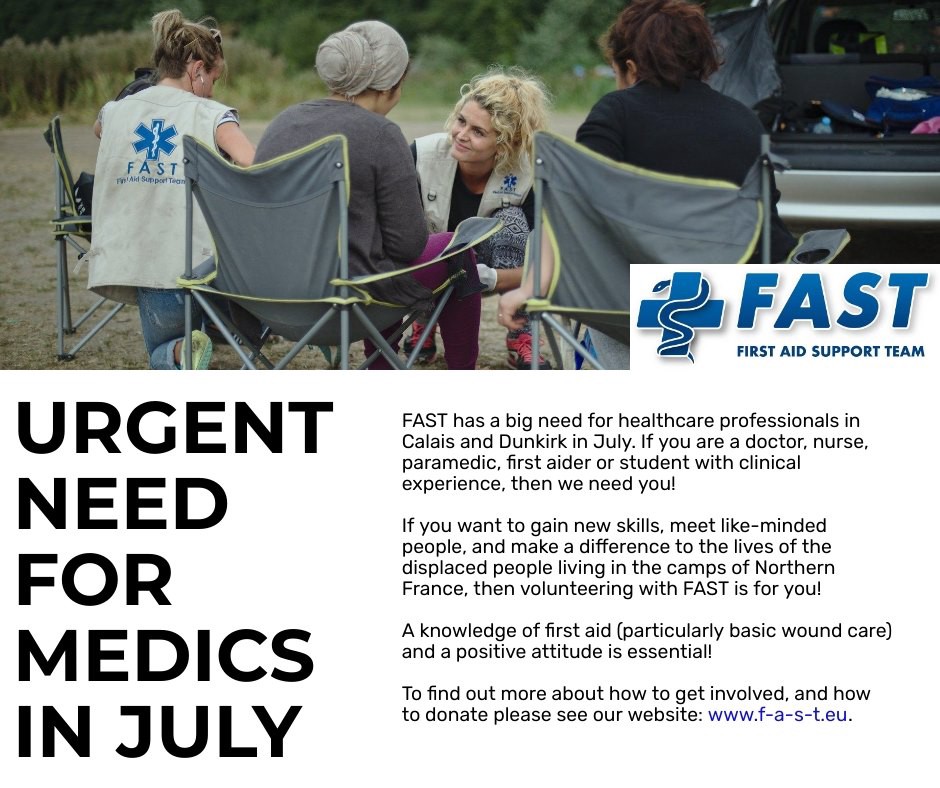 FAST
First Aid Support Team
FAST
FIRST AID SUPPORT TEAM
URGENT
NEED
FOR
MEDICS
IN JULY
FAST has a big need for healthcare professionals in
Calais and Dunkirk in July. If you are a doctor, nurse,
paramedic, first aider or student with clinical
experience, then we need you!
If you want to gain new skills, meet like-minded
people, and make a difference to the lives of the
displaced people living in the camps of Northern
France, then volunteering with FAST is for you!
A knowledge of first aid (particularly basic wound care)
and a positive attitude is essential!
To find out more about how to get involved, and how
to donate please see our website: www.f-a-s-t.eu.